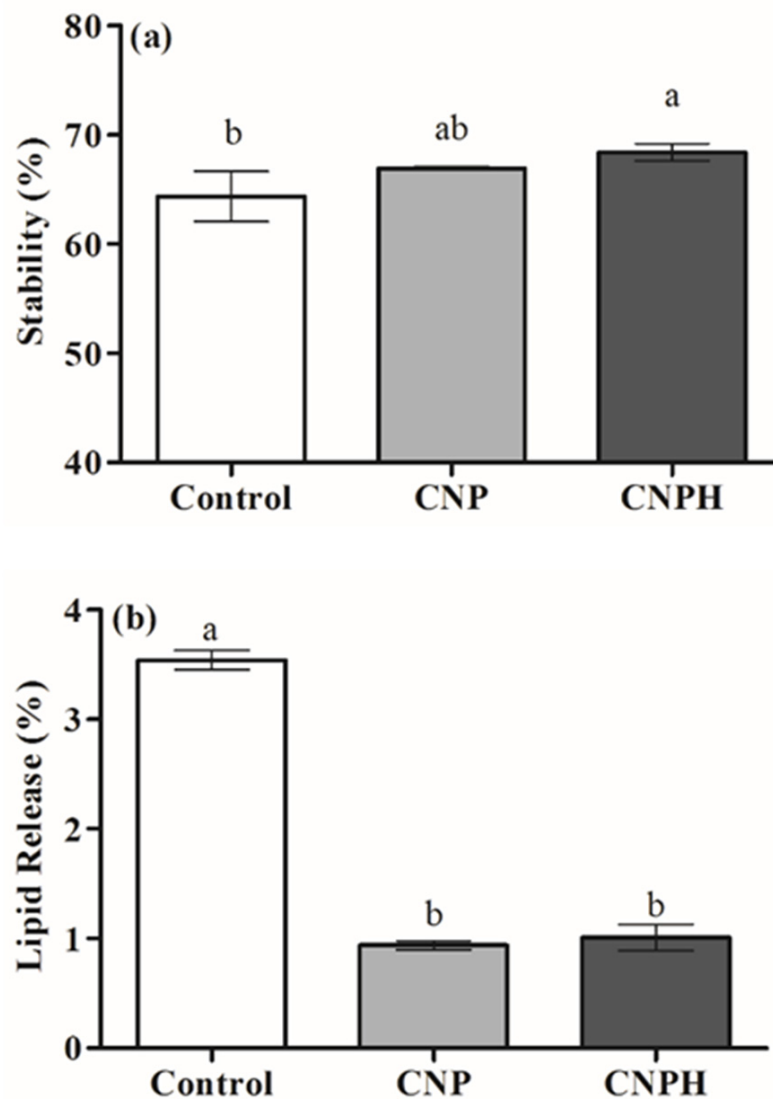 (a)
Stability (%)
80
70
60
50
40
b
ab
a
Control CNP CNPH
(b)
Lipid Release (%)
4
3
2
1
0
a
b
b
Control CNP CNPH